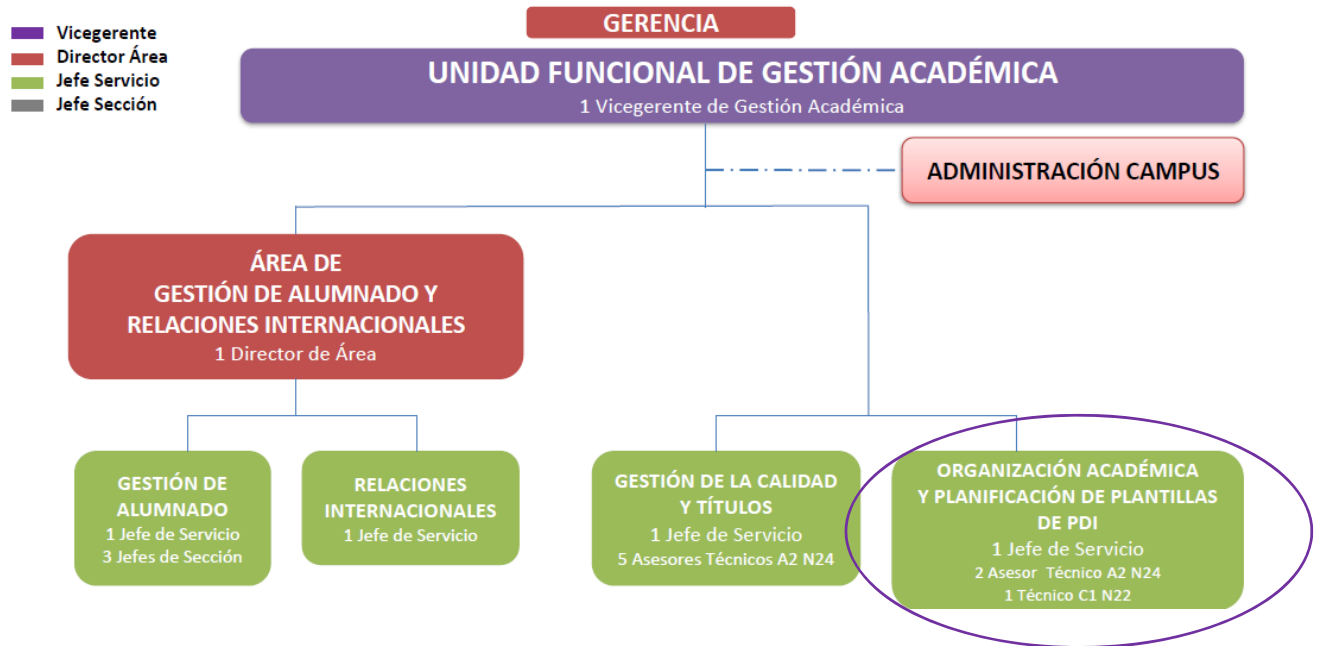 Vicegerente
Director Área
Jefe Servicio
Jefe Sección
GERENCIA
UNIDAD FUNCIONAL DE GESTIÓN ACADÉMICA
1 Vicegerente de Gestión Académica
ADMINISTRACIÓN CAMPUS
ÁREA DE
GESTIÓN DE ALUMNADO Y
RELACIONES INTERNACIONALES
1 Director de Área
GESTIÓN DE
ALUMNADO
1 Jefe de Servicio
3 Jefes de Sección
RELACIONES
INTERNACIONALES
1 Jefe de Servicio
GESTIÓN DE LA CALIDAD
Y TÍTULOS
1 Jefe de Servicio
5 Asesores Técnicos A2 N24
ORGANIZACIÓN ACADÉMICA
Y PLANIFICACIÓN DE PLANTILLAS
DE PDI
1 Jefe de Servicio
2 Asesor Técnico A2 N24
1 Técnico C1 N22